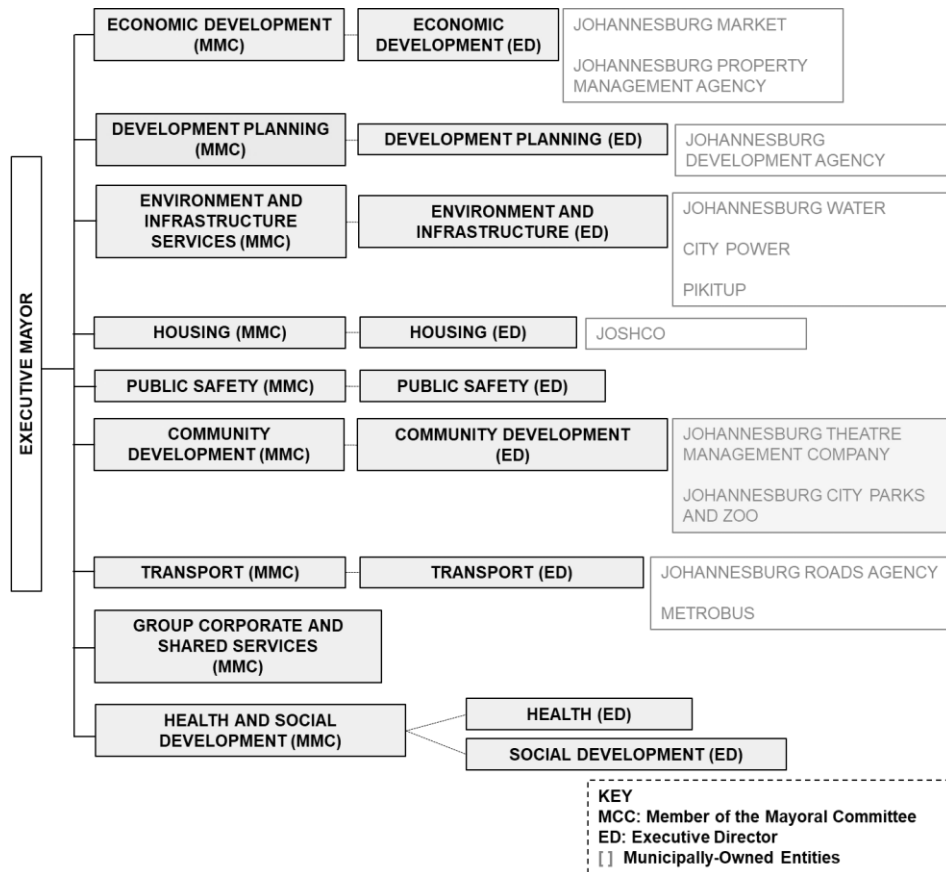 EXECUTIVE MAYOR
ECONOMIC DEVELOPMENT
(MMC)
ECONOMIC
DEVELOPMENT (ED)
JOHANNESBURG MARKET
JOHANNESBURG PROPERTY
MANAGEMENT AGENCY
DEVELOPMENT PLANNING
(MMC)
DEVELOPMENT PLANNING (ED)
JOHANNESBURG
DEVELOPMENT AGENCY
ENVIRONMENT AND
INFRASTRUCTURE
SERVICES (MMC)
ENVIRONMENT AND
INFRASTRUCTURE (ED)
JOHANNESBURG WATER
CITY POWER
PIKITUP
HOUSING (MMC)
HOUSING (ED)
JOSHCO
PUBLIC SAFETY (MMC)
PUBLIC SAFETY (ED)
COMMUNITY
DEVELOPMENT (MMC)
COMMUNITY DEVELOPMENT
(ED)
JOHANNESBURG THEATRE
MANAGEMENT COMPANY
JOHANNESBURG CITY PARKS
AND ZOO
TRANSPORT (MMC)
TRANSPORT (ED)
JOHANNESBURG ROADS AGENCY
METROBUS
GROUP CORPORATE AND
SHARED SERVICES
(MMC)
HEALTH AND SOCIAL
DEVELOPMENT (MMC)
HEALTH (ED)
SOCIAL DEVELOPMENT (ED)
KEY
MCC: Member of the Mayoral Committee
ED: Executive Director
[ ] Municipally-Owned Entities